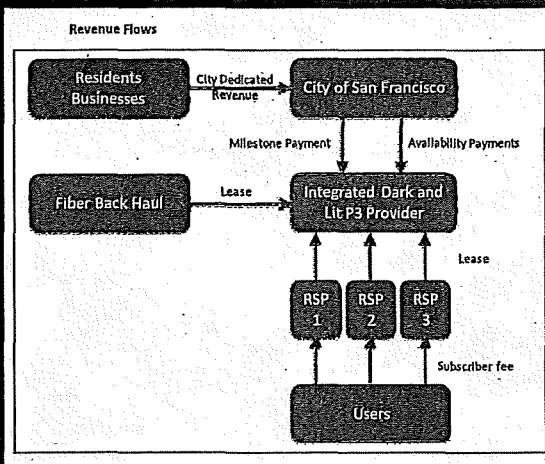 Revenue Flows
Residents
Businesses
City Dedicated
Revenue
City of San Francisco
Milestone Payment
Availability Payments
Fiber Back Haul
Lease
Integrated Dark and
Lit P3 Provider
Lease
RSP
1
RSP
2
RSP
3
Subscriber fee
Users